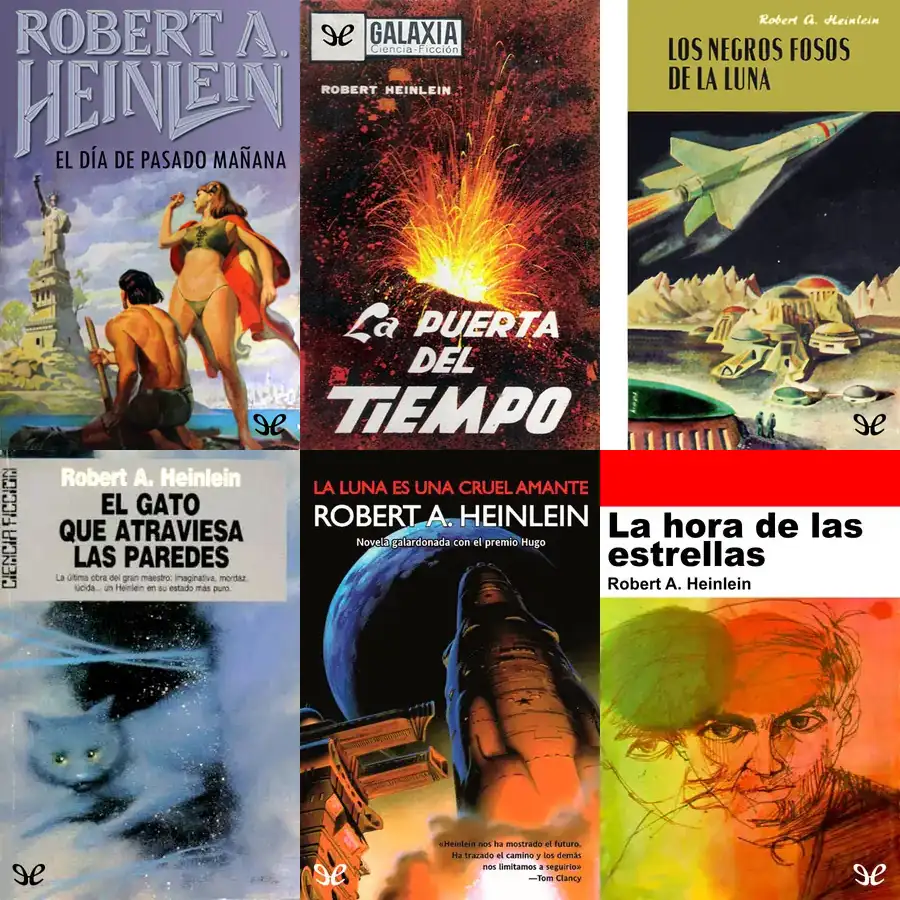 ROBERT A.
HEINLEIN
EL DÍA DE PASADO MAÑANA
GALAXIA
Ciencia-Ficción
ROBERT HEINLEIN
La PUERTA
DEL
TIEMPO
Robert A. Heinlein
LOS NEGROS FOSOS
DE LA LUNA
CIENCIA FICCION
Robert A. Heinlein
EL GATO
QUE ATRAVIESA
LAS PAREDES
La última obra del gran maestro: imaginativa, mordaz,
lúcida... un Heinlein en su estado más puro.
LA LUNA ES UNA CRUEL AMANTE
ROBERT A. HEINLEIN
Novela galardonada con el premio Hugo
«Heinlein nos ha mostrado el futuro.
Ha trazado el camino y los demás
nos limitamos a seguirlo»
—Tom Clancy
La hora de las
estrellas
Robert A. Heinlein